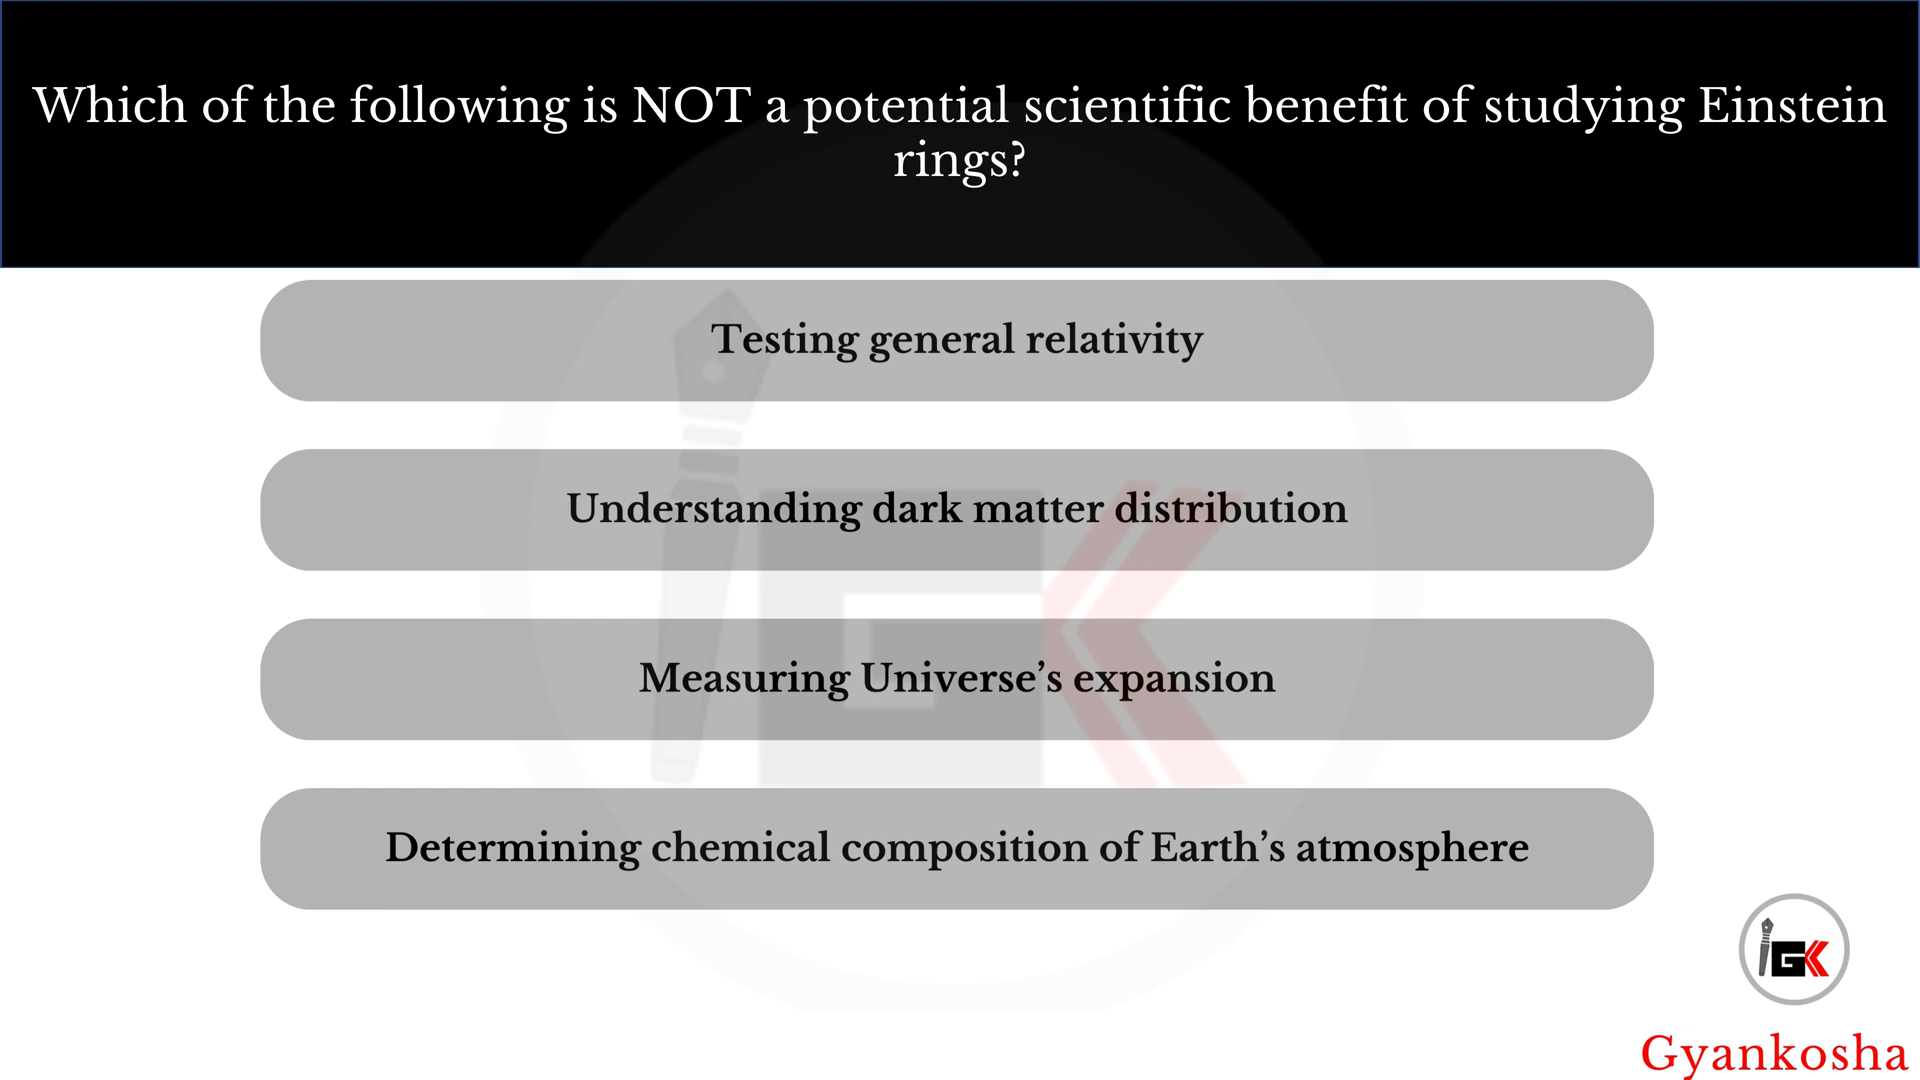 Which of the following is NOT a potential scientific benefit of studying Einstein
rings?
Testing general relativity
Understanding dark matter distribution
Measuring Universe’s expansion
Determining chemical composition of Earth’s atmosphere
GK
Gyankosha